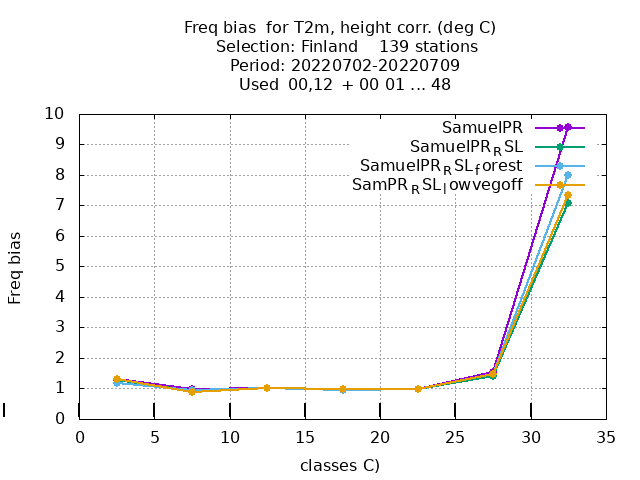 Freq bias for T2m, height corr. (deg C)
Selection: Finland 139 stations
Period: 20220702-20220709
Used 00,12 + 00 01 ... 48
10
9
8
7
6
5
4
3
2
1
0
Freq bias
SamuelPR
SamuelPR_RSL
SamuelPR_RSL_forest
SamPR_RSL_lowvegoff
0 5 10 15 20 25 30 35
classes C)